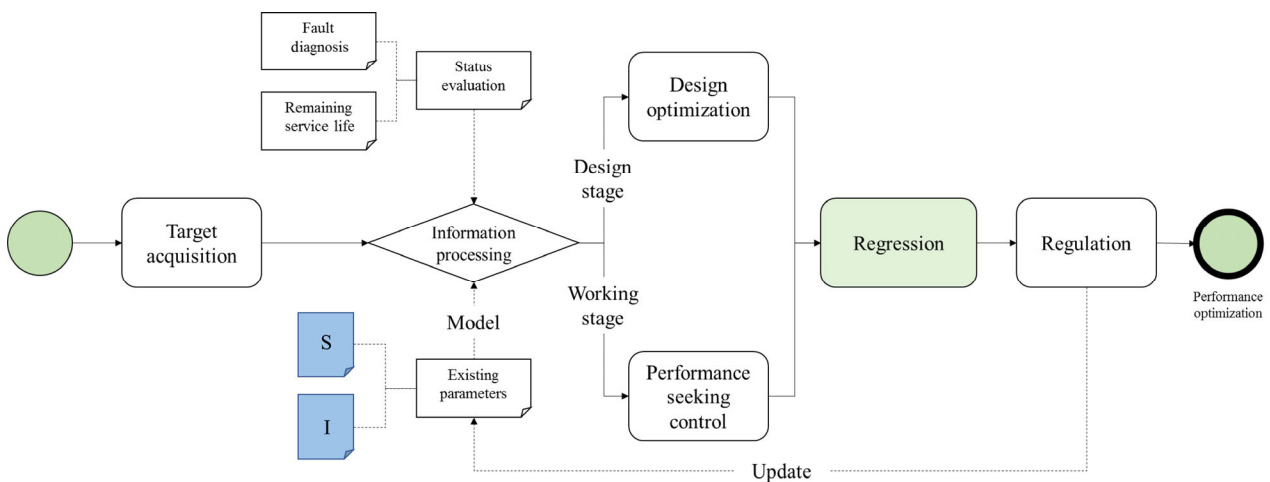 Fault
diagnosis
Status
evaluation
Remaining
service life
Design
optimization
Design
stage
Target
acquisition
Information
processing
Regression
Regulation
Performance
optimization
Working
stage
S
Model
I
Existing
parameters
Performance
seeking
control
Update